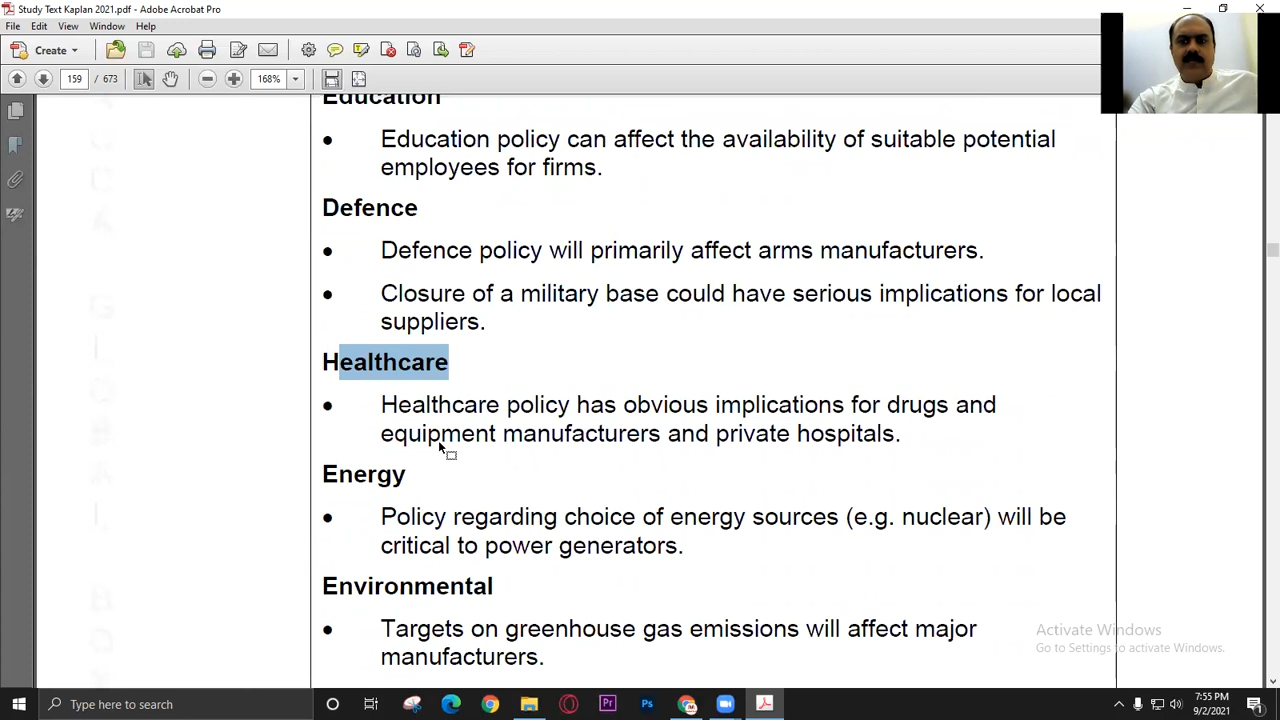 Study Text Kaplan 2021.pdf - Adobe Acrobat Pro
File Edit View Window Help
Create
159 / 673 168%
Education
• Education policy can affect the availability of suitable potential
employees for firms.
Defence
• Defence policy will primarily affect arms manufacturers.
• Closure of a military base could have serious implications for local
suppliers.
Healthcare
• Healthcare policy has obvious implications for drugs and
equipment manufacturers and private hospitals.
Energy
• Policy regarding choice of energy sources (e.g. nuclear) will be
critical to power generators.
Environmental
• Targets on greenhouse gas emissions will affect major
manufacturers.
Activate Windows
Go to Settings to activate Windows.
Type here to search
7:55 PM
9/2/2021